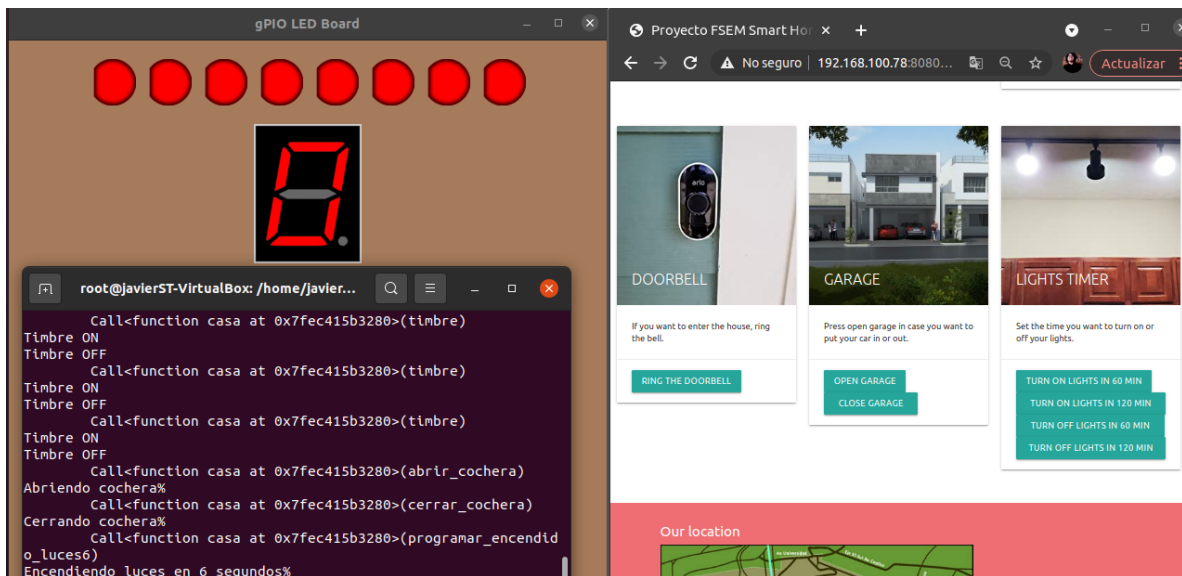 gPIO LED Board
root@javierST-VirtualBox: /home/javier...
Call<function casa at 0x7fec415b3280>(timbre)
Timbre ON
Timbre OFF
Call<function casa at 0x7fec415b3280>(timbre)
Timbre ON
Timbre OFF
Call<function casa at 0x7fec415b3280>(timbre)
Timbre ON
Timbre OFF
Call<function casa at 0x7fec415b3280>(abrir_cochera)
Abriendo cochera%
Call<function casa at 0x7fec415b3280>(cerrar_cochera)
Cerrando cochera%
Call<function casa at 0x7fec415b3280>(programar_encendid
o_luces6)
Encendiendo luces en 6 segundos%
Proyecto FSEM Smart Ho
No seguro | 192.168.100.78:8080...
Actualizar
arlo
DOORBELL
If you want to enter the house, ring
the bell.
RING THE DOORBELL
GARAGE
Press open garage in case you want to
put your car in or out.
OPEN GARAGE
CLOSE GARAGE
LIGHTS TIMER
Set the time you want to turn on or
off your lights.
TURN ON LIGHTS IN 60 MIN
TURN ON LIGHTS IN 120 MIN
TURN OFF LIGHTS IN 60 MIN
TURN OFF LIGHTS IN 120 MIN
Our location
Av. Universidad